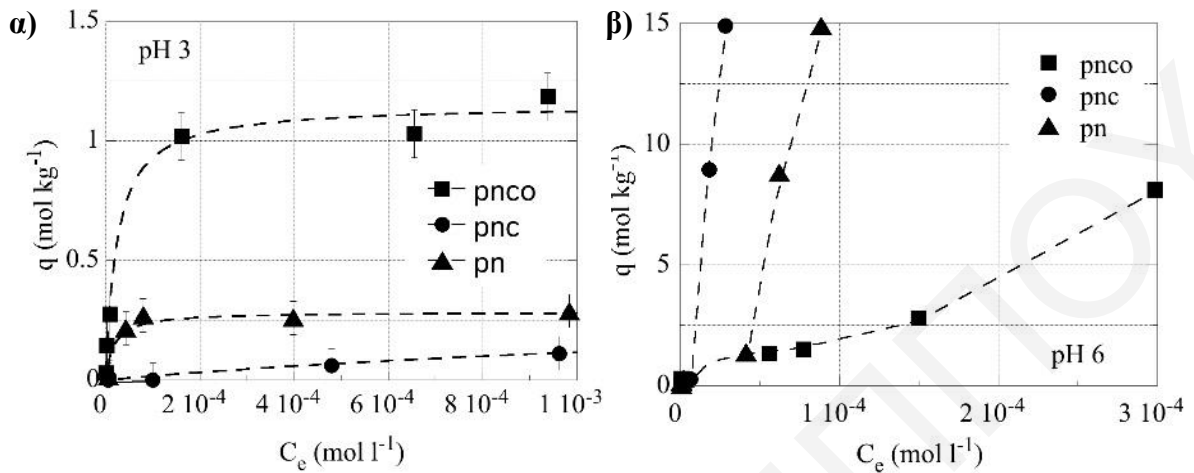 α)
pH 3
q (mol kg⁻¹)
1.5
1
0.5
0
pnco
pnc
pn
0
2 10⁻⁴
4 10⁻⁴
6 10⁻⁴
8 10⁻⁴
1 10⁻³
Cₑ (mol l⁻¹)
β)
q (mol kg⁻¹)
15
10
5
0
pnco
pnc
pn
pH 6
0
1 10⁻⁴
2 10⁻⁴
3 10⁻⁴
Cₑ (mol l⁻¹)